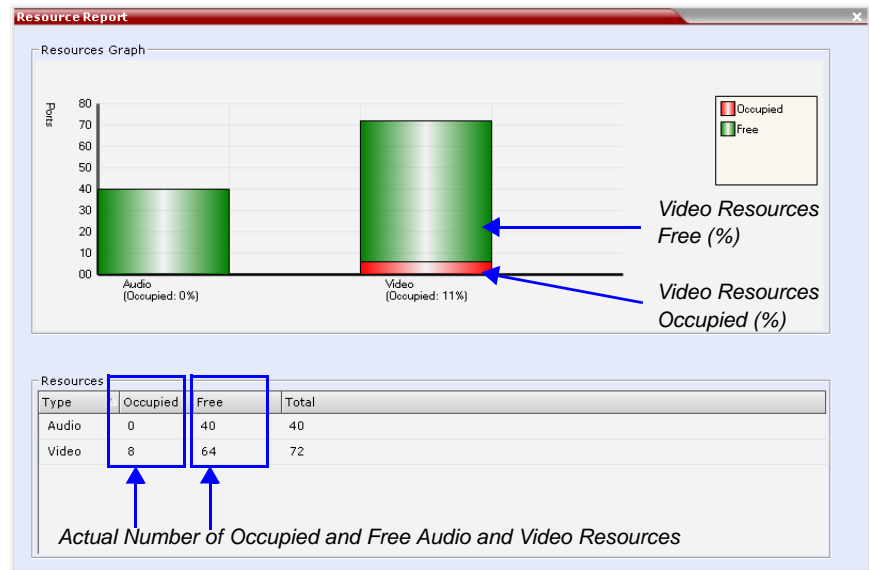 Resource Report
x
Resources Graph
Ports
80
70
60
50
40
30
20
10
00
Audio
(Occupied: 0%)
Video
(Occupied: 11%)
Occupied
Free
Video Resources
Free (%)
Video Resources
Occupied (%)
Resources
Type Occupied Free Total
Audio 0 40 40
Video 8 64 72
Actual Number of Occupied and Free Audio and Video Resources